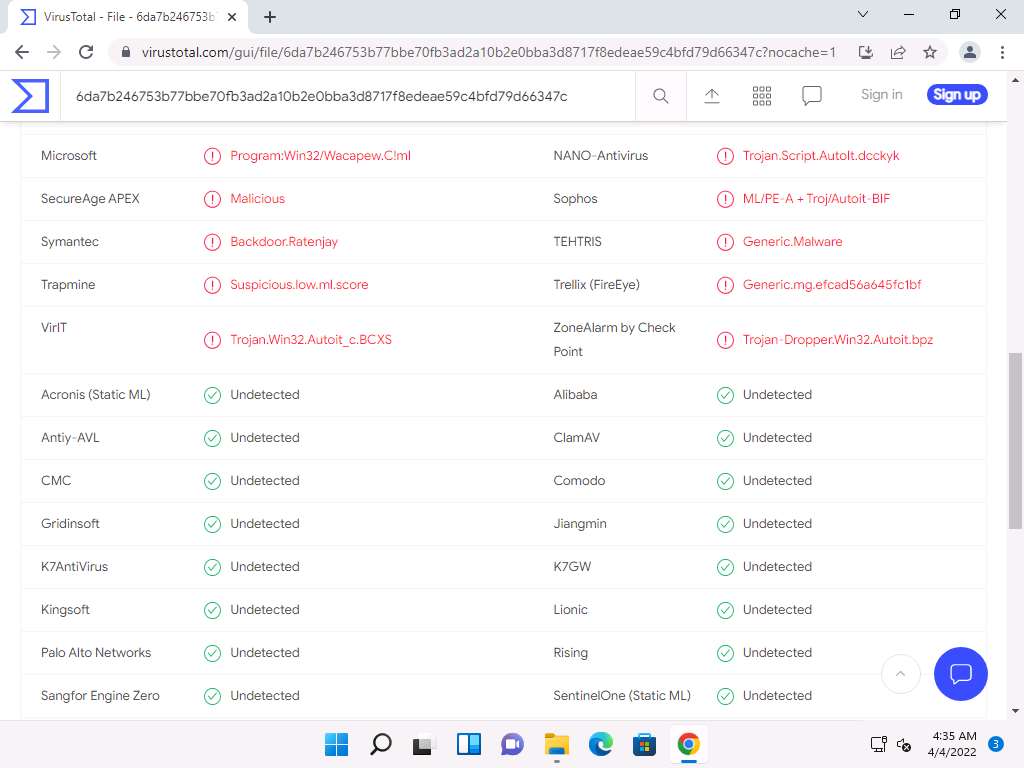 VirusTotal - File - 6da7b246753b
virustotal.com/gui/file/6da7b246753b77bbe70fb3ad2a10b2e0bba3d8717f8edeae59c4bfd79d66347c?nocache=1
6da7b246753b77bbe70fb3ad2a10b2e0bba3d8717f8edeae59c4bfd79d66347c
Sign in
Sign up
Microsoft
Program:Win32/Wacapew.C!ml
NANO-Antivirus
Trojan.Script.AutoIt.dcckyk
SecureAge APEX
Malicious
Sophos
ML/PE-A + Troj/Autoit-BIF
Symantec
Backdoor.Ratenjay
TEHTRIS
Generic.Malware
Trapmine
Suspicious.low.ml.score
Trellix (FireEye)
Generic.mg.efcad56a645fc1bf
VirIT
Trojan.Win32.Autoit_c.BCXS
ZoneAlarm by Check
Point
Trojan-Dropper.Win32.Autoit.bpz
Acronis (Static ML)
Undetected
Alibaba
Undetected
Antiy-AVL
Undetected
ClamAV
Undetected
CMC
Undetected
Comodo
Undetected
Gridinsoft
Undetected
Jiangmin
Undetected
K7AntiVirus
Undetected
K7GW
Undetected
Kingsoft
Undetected
Lionic
Undetected
Palo Alto Networks
Undetected
Rising
Undetected
Sangfor Engine Zero
Undetected
SentinelOne (Static ML)
Undetected
4:35 AM
4/4/2022
3